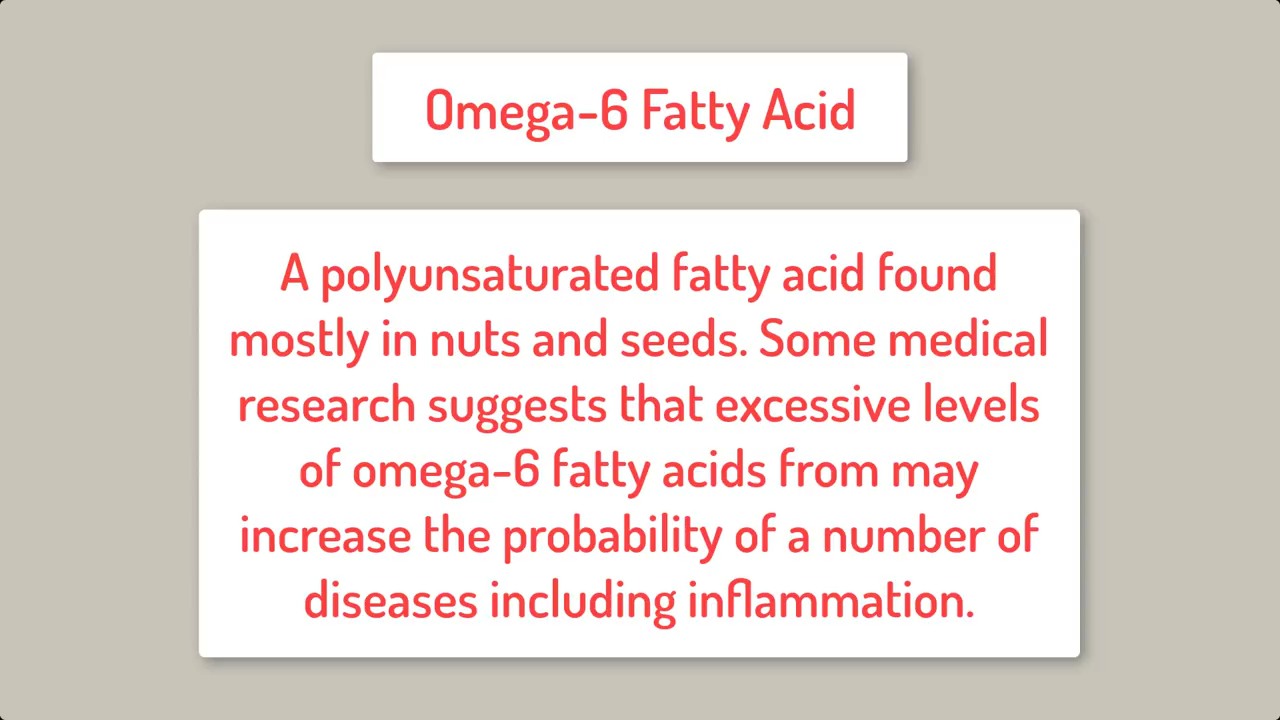 Omega-6 Fatty Acid
A polyunsaturated fatty acid found
mostly in nuts and seeds. Some medical
research suggests that excessive levels
of omega-6 fatty acids from may
increase the probability of a number of
diseases including inflammation.